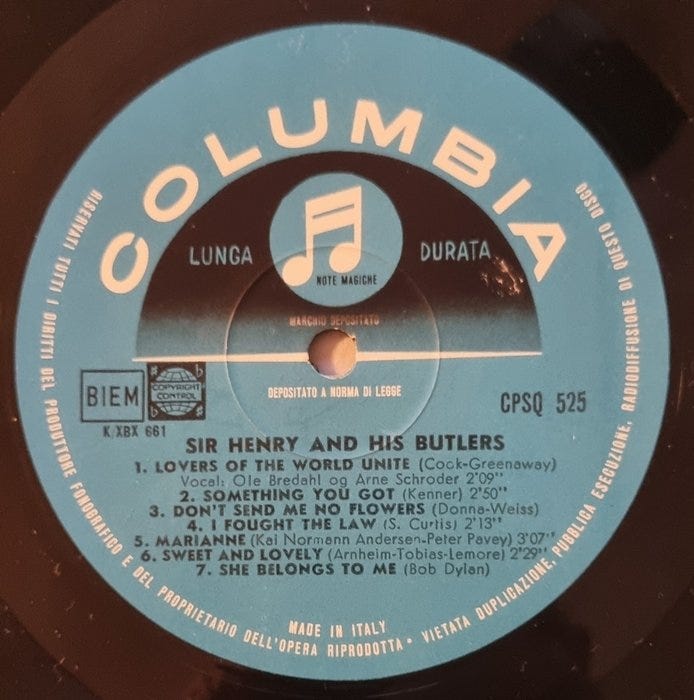 COLUMBIA
LUNGA DURATA
NOTE MAGICHE
MARCHIO DEPOSITATO
DEPOSITATO A NORMA DI LEGGE
BIEM
COPYRIGHT
CONTROL
CPSQ 525
K/XBX 661
SIR HENRY AND HIS BUTLERS
1. LOVERS OF THE WORLD UNITE (Cook-Greenaway)
Vocal: Ole Bredahl og Arne Schroder 2'09''
2. SOMETHING YOU GOT (Kenner) 2'50''
3. DON'T SEND ME NO FLOWERS (Donna-Weiss)
4. I FOUGHT THE LAW (S. Curtis) 2'13''
5. MARIANNE (Kai Normann Andersen-Peter Pavey) 3'07''
6. SWEET AND LOVELY (Arnheim-Tobias-Lemore) 2'29''
7. SHE BELONGS TO ME (Bob Dylan)
MADE IN ITALY
RISERVATI TUTTI I DIRITTI DEL PRODUTTORE FONOGRAFICO E DEL PROPRIETARIO DELL'OPERA RIPRODOTTA • VIETATA DUPLICAZIONE, PUBBLICA ESECUZIONE, RADIODIFFUSIONE DI QUESTO DISCO